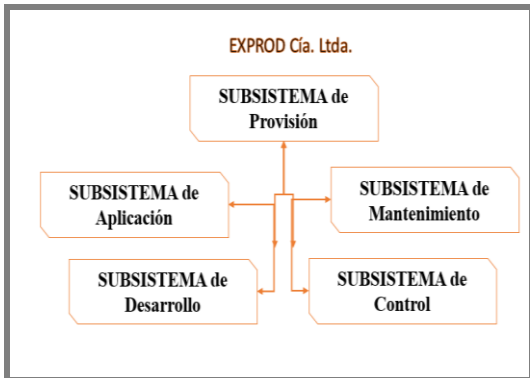 EXPROD Cía. Ltda.
SUBSISTEMA de
Provisión
SUBSISTEMA de
Aplicación
SUBSISTEMA de
Mantenimiento
SUBSISTEMA de
Desarrollo
SUBSISTEMA de
Control